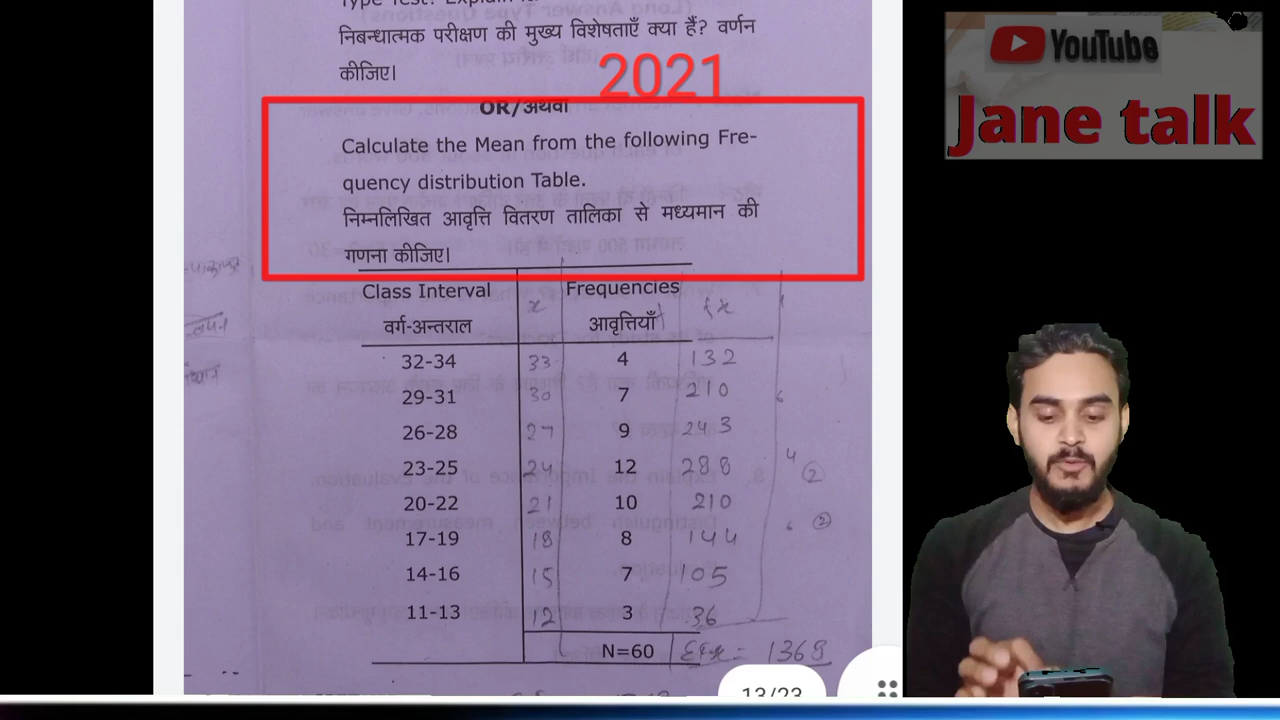 निबन्धात्मक परीक्षण की मुख्य विशेषताएँ क्या हैं? वर्णन
कीजिए।
2021
OR/अथवा
Calculate the Mean from the following Fre-
quency distribution Table.
निम्नलिखित आवृत्ति वितरण तालिका से मध्यमान की
गणना कीजिए।
Class Interval x Frequencies fx
वर्ग-अन्तराल आवृत्तियाँ
32-34 33 4 132
29-31 30 7 210
26-28 27 9 243
23-25 24 12 288
20-22 21 10 210
17-19 18 8 144
14-16 15 7 105
11-13 12 3 36
N=60 Σfx = 1368
13/23
YouTube
Jane talk